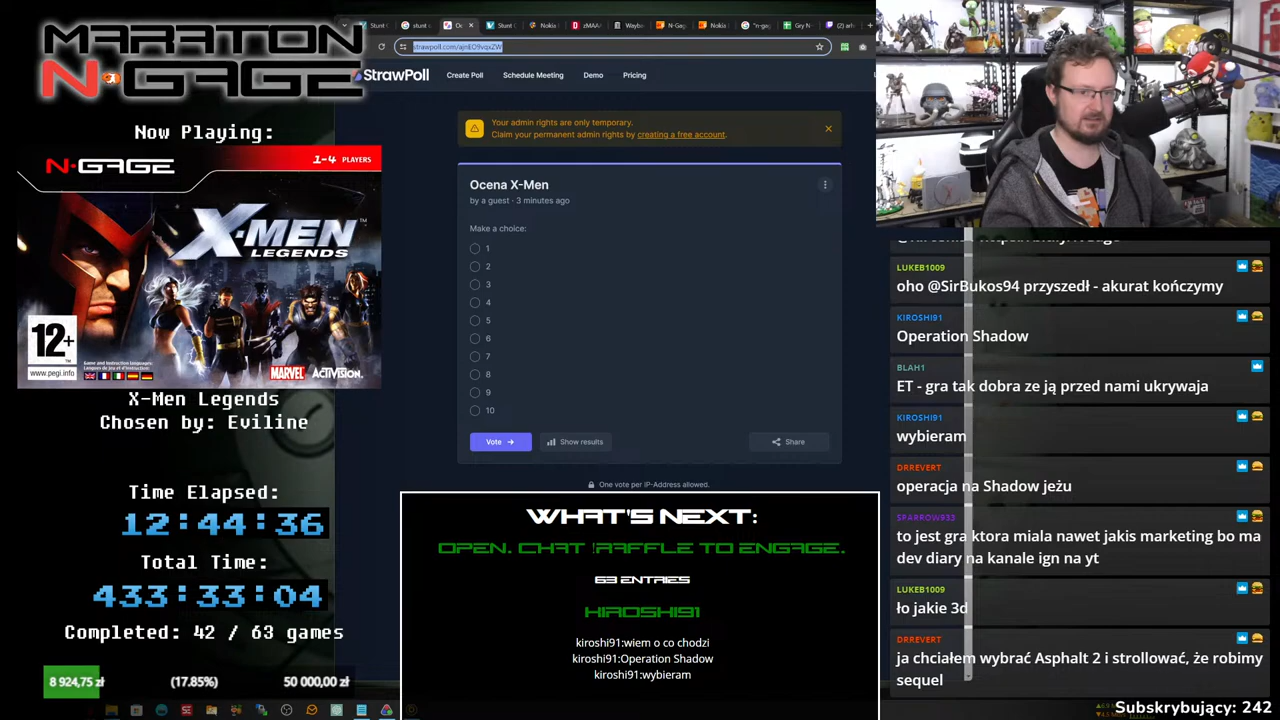 MARATON
N-GAGE
Now Playing:
N-GAGE
1-4 PLAYERS
X-MEN
LEGENDS
12+
www.pegi.info
MARVEL
ACTIVISION
X-Men Legends
Chosen by: Eviline
Time Elapsed:
12:44:36
Total Time:
433:33:04
Completed: 42 / 63 games
8 924,75 zł
(17.85%)
50 000,00 zł
StrawPoll
Create Poll
Schedule Meeting
Demo
Pricing
Your admin rights are only temporary.
Claim your permanent admin rights by creating a free account.
Ocena X-Men
by a guest · 3 minutes ago
Make a choice:
1
2
3
4
5
6
7
8
9
10
Vote →
Show results
Share
One vote per IP-Address allowed.
WHAT'S NEXT:
OPEN. CHAT !RAFFLE TO ENGAGE.
63 ENTRIES
KIROSHI91
kiroshi91:wiem o co chodzi
kiroshi91:Operation Shadow
kiroshi91:wybieram
LUKEB1009
oho @SirBukos94 przyszedł - akurat kończymy
KIROSHI91
Operation Shadow
BLAH1
ET - gra tak dobra ze ją przed nami ukrywaja
KIROSHI91
wybieram
DRREVERT
operacja na Shadow jeżu
SPARROW933
to jest gra ktora miala nawet jakis marketing bo ma
dev diary na kanale ign na yt
LUKEB1009
ło jakie 3d
DRREVERT
ja chciałem wybrać Asphalt 2 i strollować, że robimy
sequel
Subskrybujący: 242